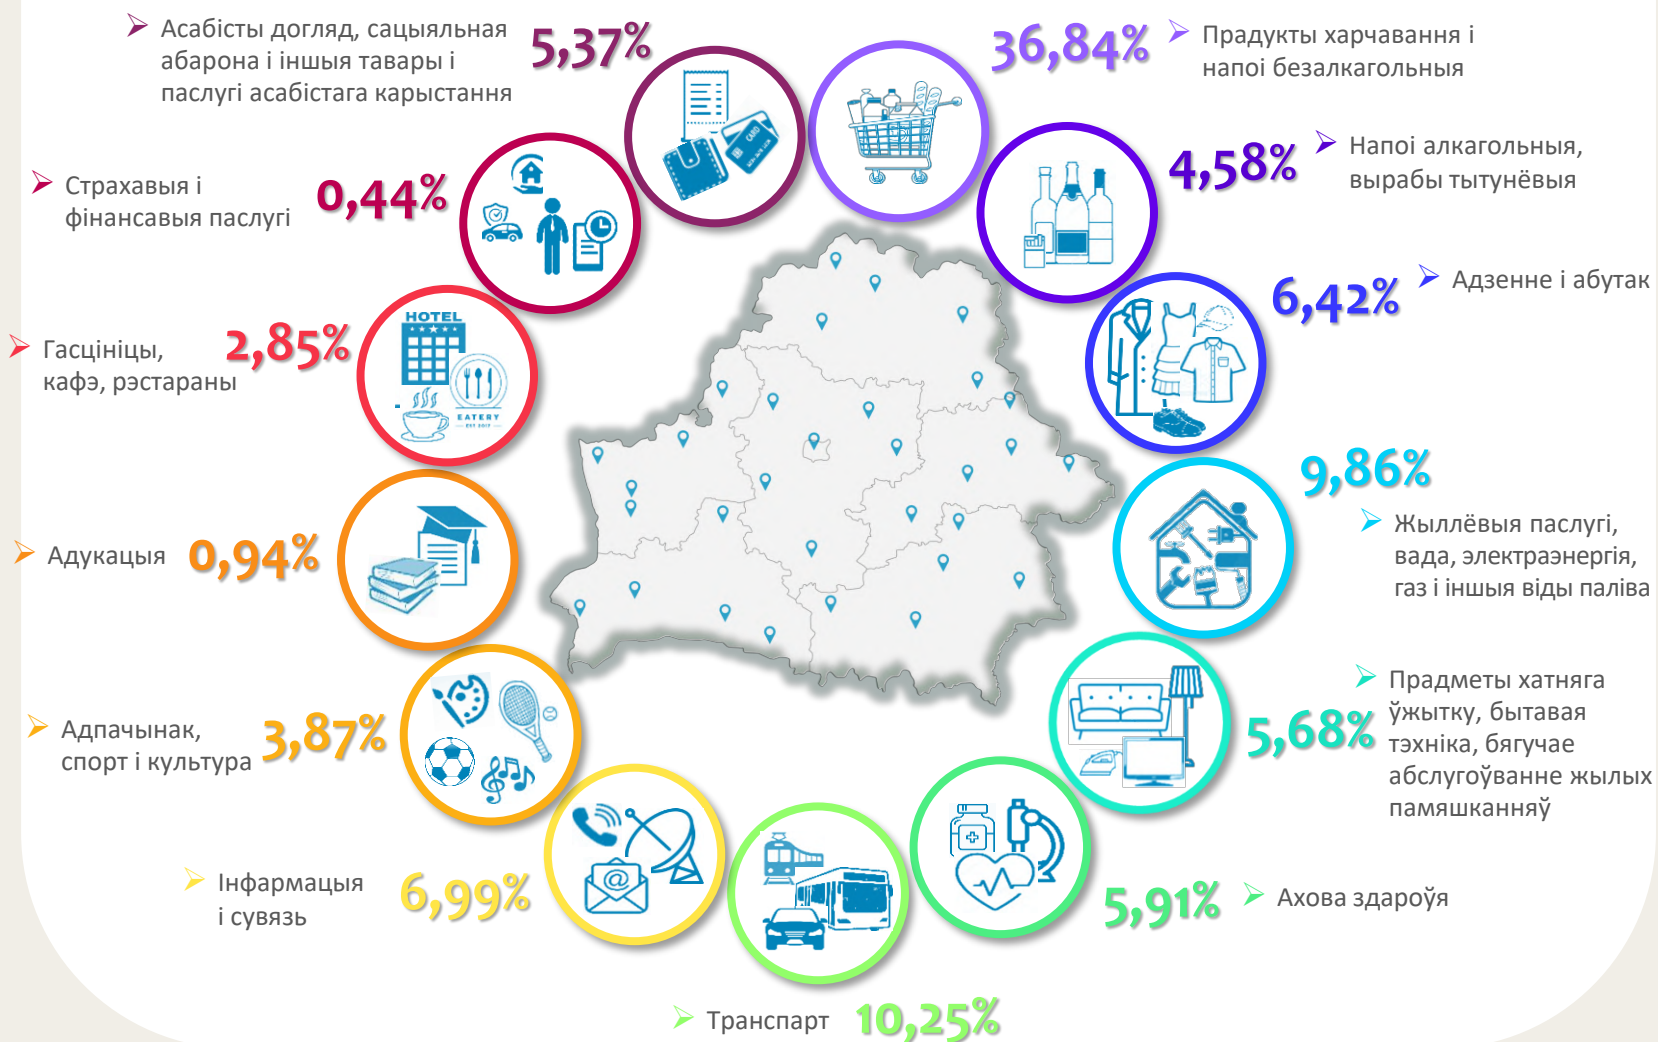 Асабісты догляд, сацыяльная
абарона і іншыя тавары і
паслугі асабістага карыстання
5,37%
36,84%
Прадукты харчавання і
напоі безалкагольныя
4,58%
Напоі алкагольныя,
вырабы тытунёвыя
Страхавыя і
фінансавыя паслугі
0,44%
6,42%
Адзенне і абутак
Гасцініцы,
кафэ, рэстараны
2,85%
HOTEL
EATERY
9,86%
Жыллёвыя паслугі,
вада, электраэнергія,
газ і іншыя віды паліва
Адукацыя
0,94%
5,68%
Прадметы хатняга
ўжытку, бытавая
тэхніка, бягучае
абслугоўванне жылых
памяшканняў
Адпачынак,
спорт і культура
3,87%
Інфармацыя
і сувязь
6,99%
@
5,91%
Ахова здароўя
Транспарт
10,25%
CARD